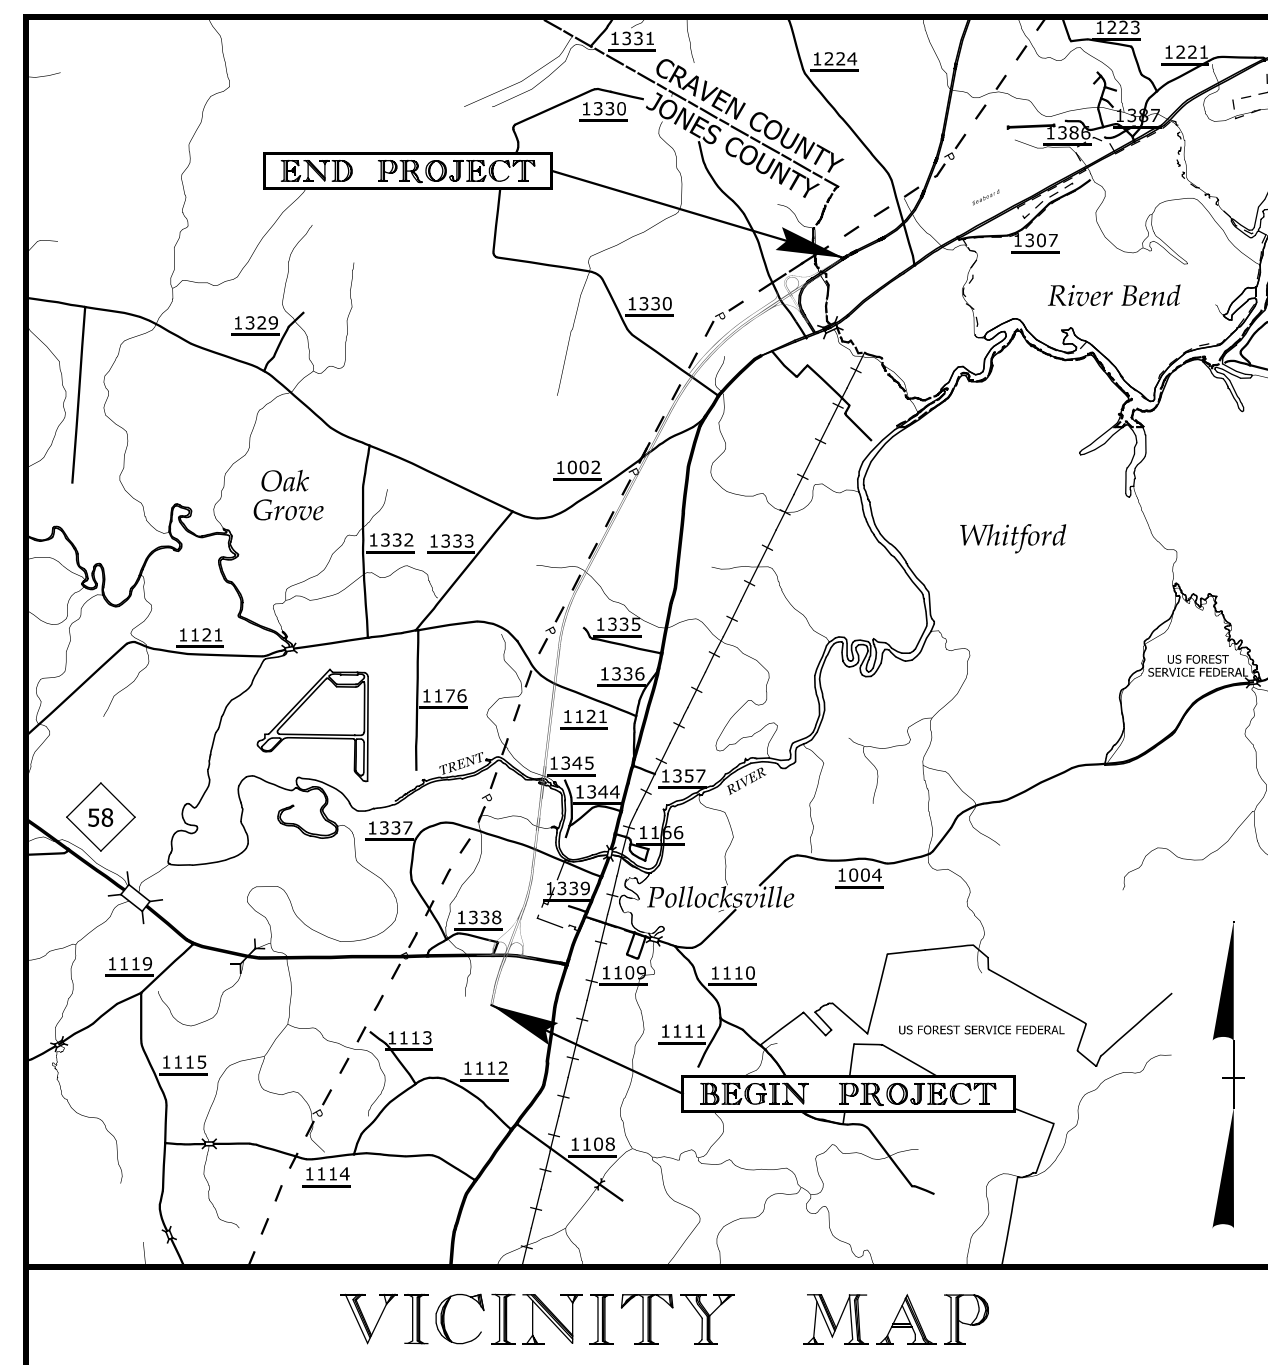 1331
1223
1224
1221
CRAVEN COUNTY
JONES COUNTY
1330
1387
1386
P
END PROJECT
Seaboard
1307
River Bend
1330
P
1329
1002
P
Oak
Grove
1332
1333
Whitford
1335
P
1121
1336
US FOREST
SERVICE FEDERAL
1176
1121
TRENT
1345
1357
RIVER
1344
P
58
1337
1166
1004
1339
Pollocksville
1338
P
1119
1109
1110
US FOREST SERVICE FEDERAL
1111
1113
1115
1112
BEGIN PROJECT
P
1108
1114
VICINITY MAP